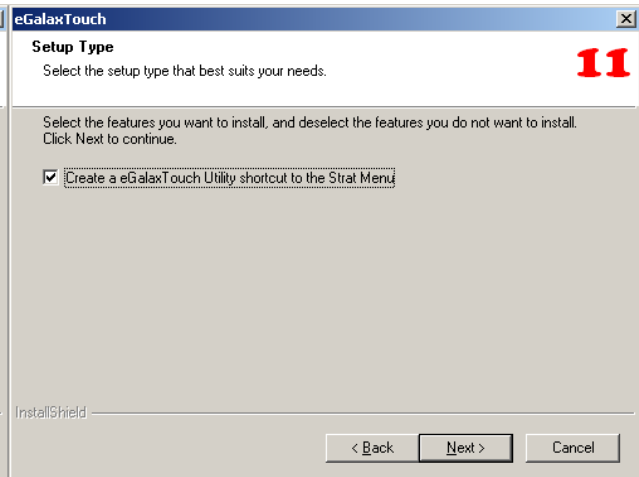 eGalaxTouch
Setup Type
Select the setup type that best suits your needs.
11
Select the features you want to install, and deselect the features you do not want to install.
Click Next to continue.
Create a eGalaxTouch Utility shortcut to the Strat Menu
InstallShield
< Back
Next >
Cancel